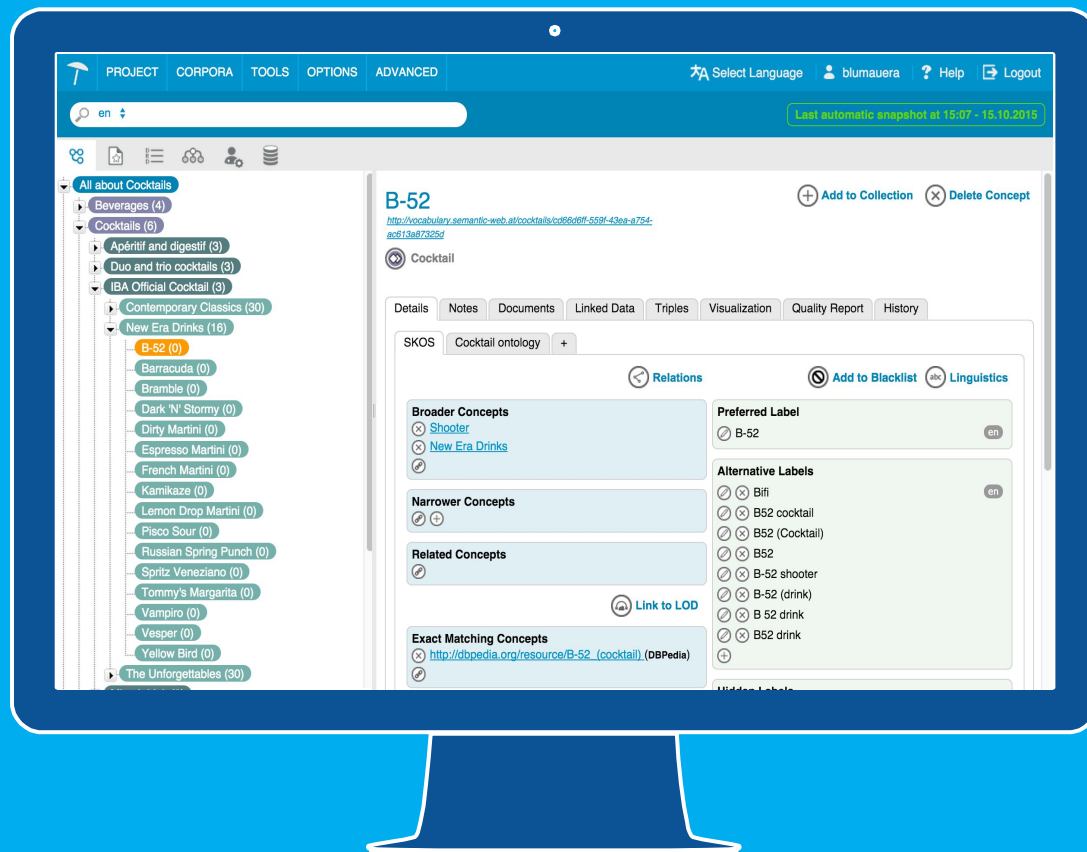 PROJECT CORPORA TOOLS OPTIONS ADVANCED Select Language blumauera ? Help Logout
en Last automatic snapshot at 15:07 - 15.10.2015
All about Cocktails
Beverages (4)
Cocktails (6)
Apéritif and digestif (3)
Duo and trio cocktails (3)
IBA Official Cocktail (3)
Contemporary Classics (30)
New Era Drinks (16)
B-52 (0)
Barracuda (0)
Bramble (0)
Dark 'N' Stormy (0)
Dirty Martini (0)
Espresso Martini (0)
French Martini (0)
Kamikaze (0)
Lemon Drop Martini (0)
Pisco Sour (0)
Russian Spring Punch (0)
Spritz Veneziano (0)
Tommy's Margarita (0)
Vampiro (0)
Vesper (0)
Yellow Bird (0)
The Unforgettables (30)
B-52
Add to Collection Delete Concept
http://vocabulary.semantic-web.at/cocktails/cd66d6ff-559f-43ea-a754-
ac613a87325d
Cocktail
Details Notes Documents Linked Data Triples Visualization Quality Report History
SKOS Cocktail ontology +
Relations Add to Blacklist abc Linguistics
Broader Concepts
Shooter
New Era Drinks
Narrower Concepts
Related Concepts
Link to LOD
Exact Matching Concepts
http://dbpedia.org/resource/B-52_(cocktail) (DBPedia)
Preferred Label
B-52 en
Alternative Labels
Bifi en
B52 cocktail
B52 (Cocktail)
B52
B-52 shooter
B-52 (drink)
B 52 drink
B52 drink
Hidden Labels